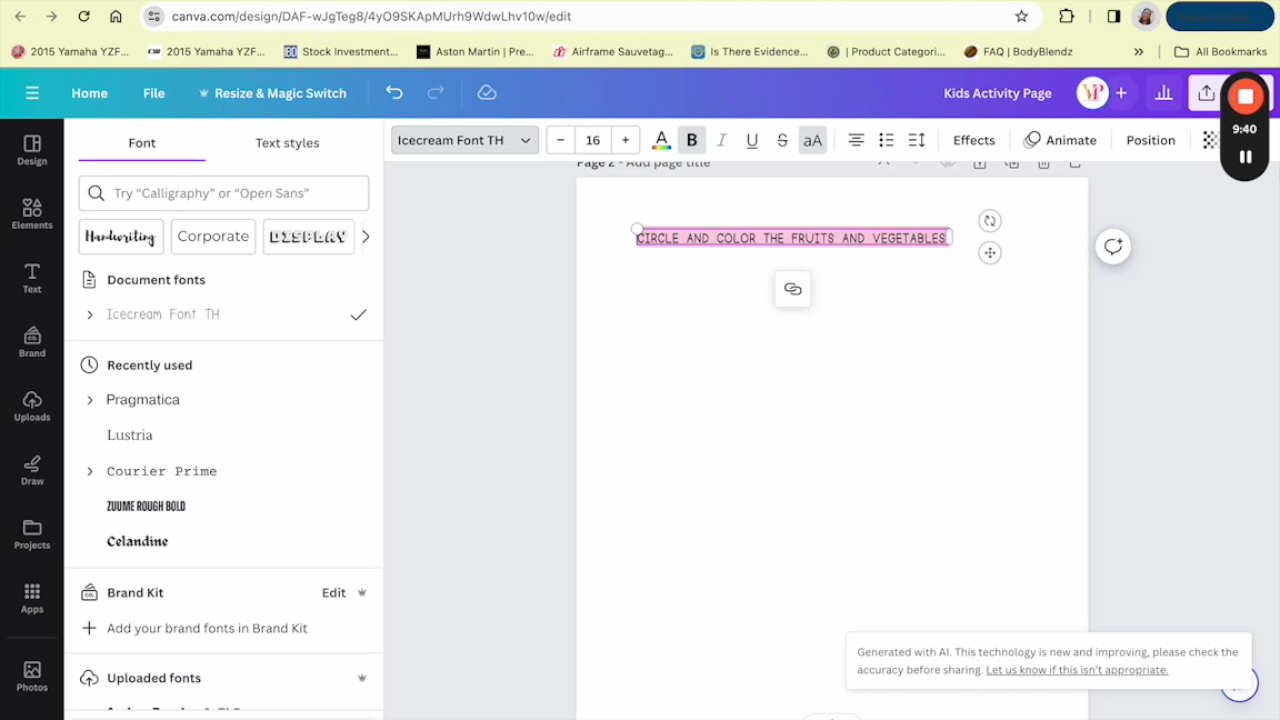 canva.com/design/DAF-wJgTeg8/4yO9SKApMUrh9WdwLhv10w/edit
2015 Yamaha YZF... 2015 Yamaha YZF... Stock Investment... Aston Martin | Pre... Airframe Sauvetag... Is There Evidence... | Product Categori... FAQ | BodyBlendz » All Bookmarks
Home File Resize & Magic Switch Kids Activity Page
9:40
Font Text styles
Icecream Font TH 16 A B I U S aA Effects Animate Position
Page 2 - Add page title
Try “Calligraphy” or “Open Sans”
Handwriting Corporate DISPLAY
Document fonts
Icecream Font TH
Recently used
Pragmatica
Lustria
Courier Prime
ZUUME ROUGH BOLD
Celandine
Brand Kit Edit
Add your brand fonts in Brand Kit
Uploaded fonts
Design
Elements
Text
Brand
Uploads
Draw
Projects
Apps
Photos
CIRCLE AND COLOR THE FRUITS AND VEGETABLES
Generated with AI. This technology is new and improving, please check the
accuracy before sharing. Let us know if this isn’t appropriate.